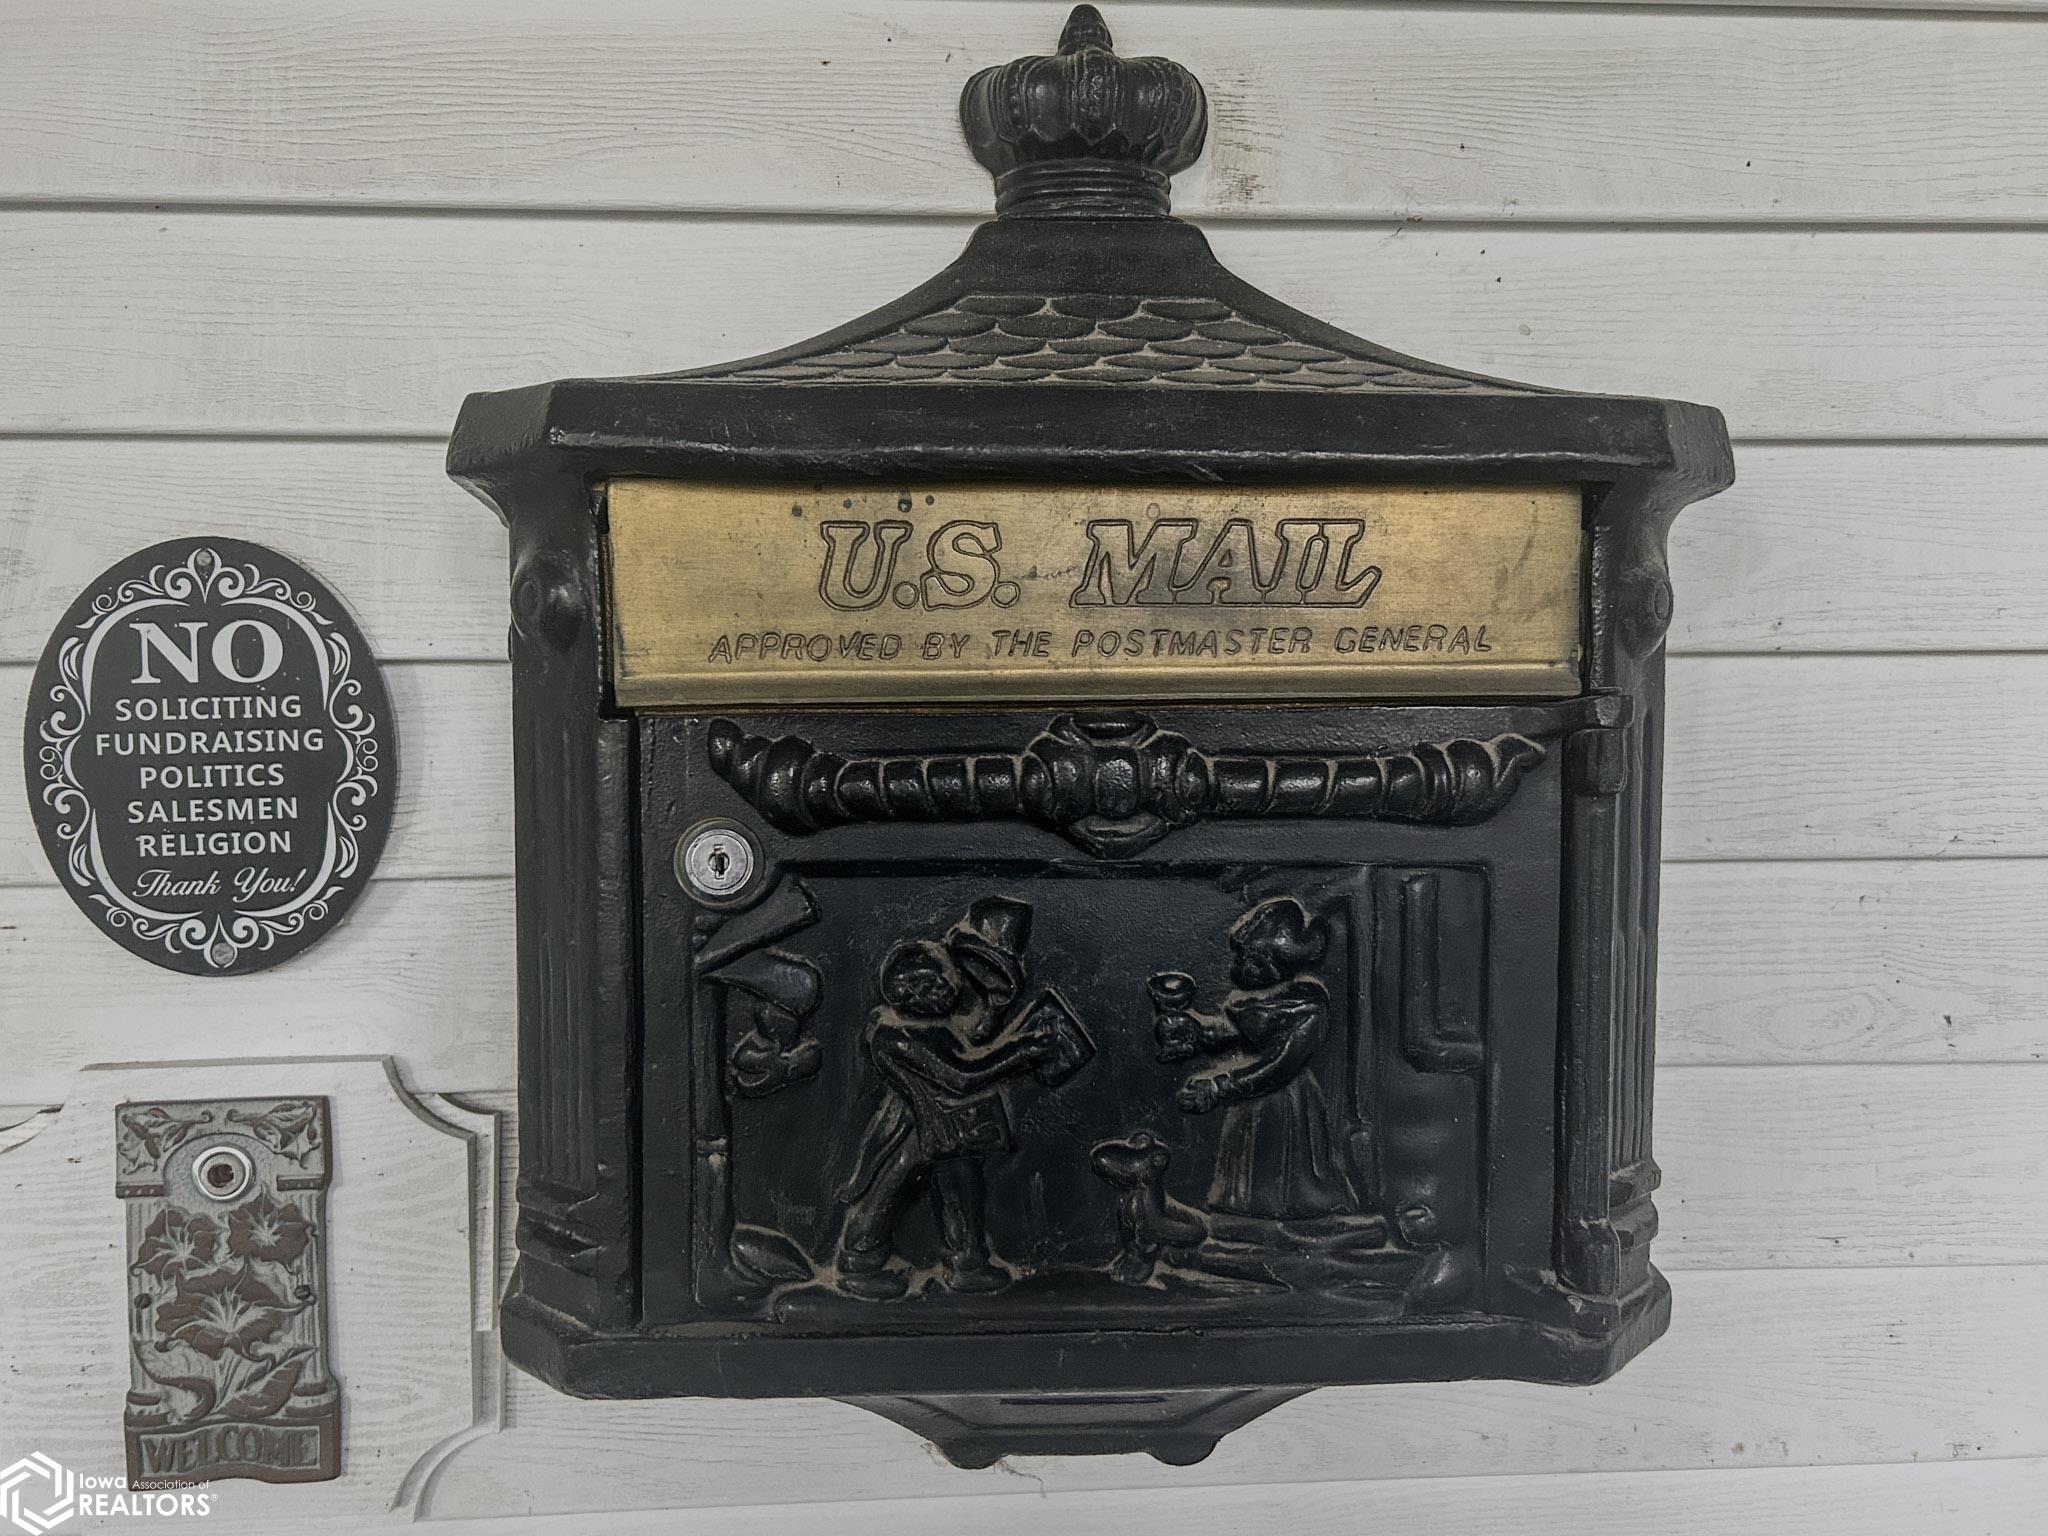 U.S. MAIL
APPROVED BY THE POSTMASTER GENERAL
NO
SOLICITING
FUNDRAISING
POLITICS
SALESMEN
RELIGION
Thank You!
WELCOME
Iowa Association of
REALTORS®